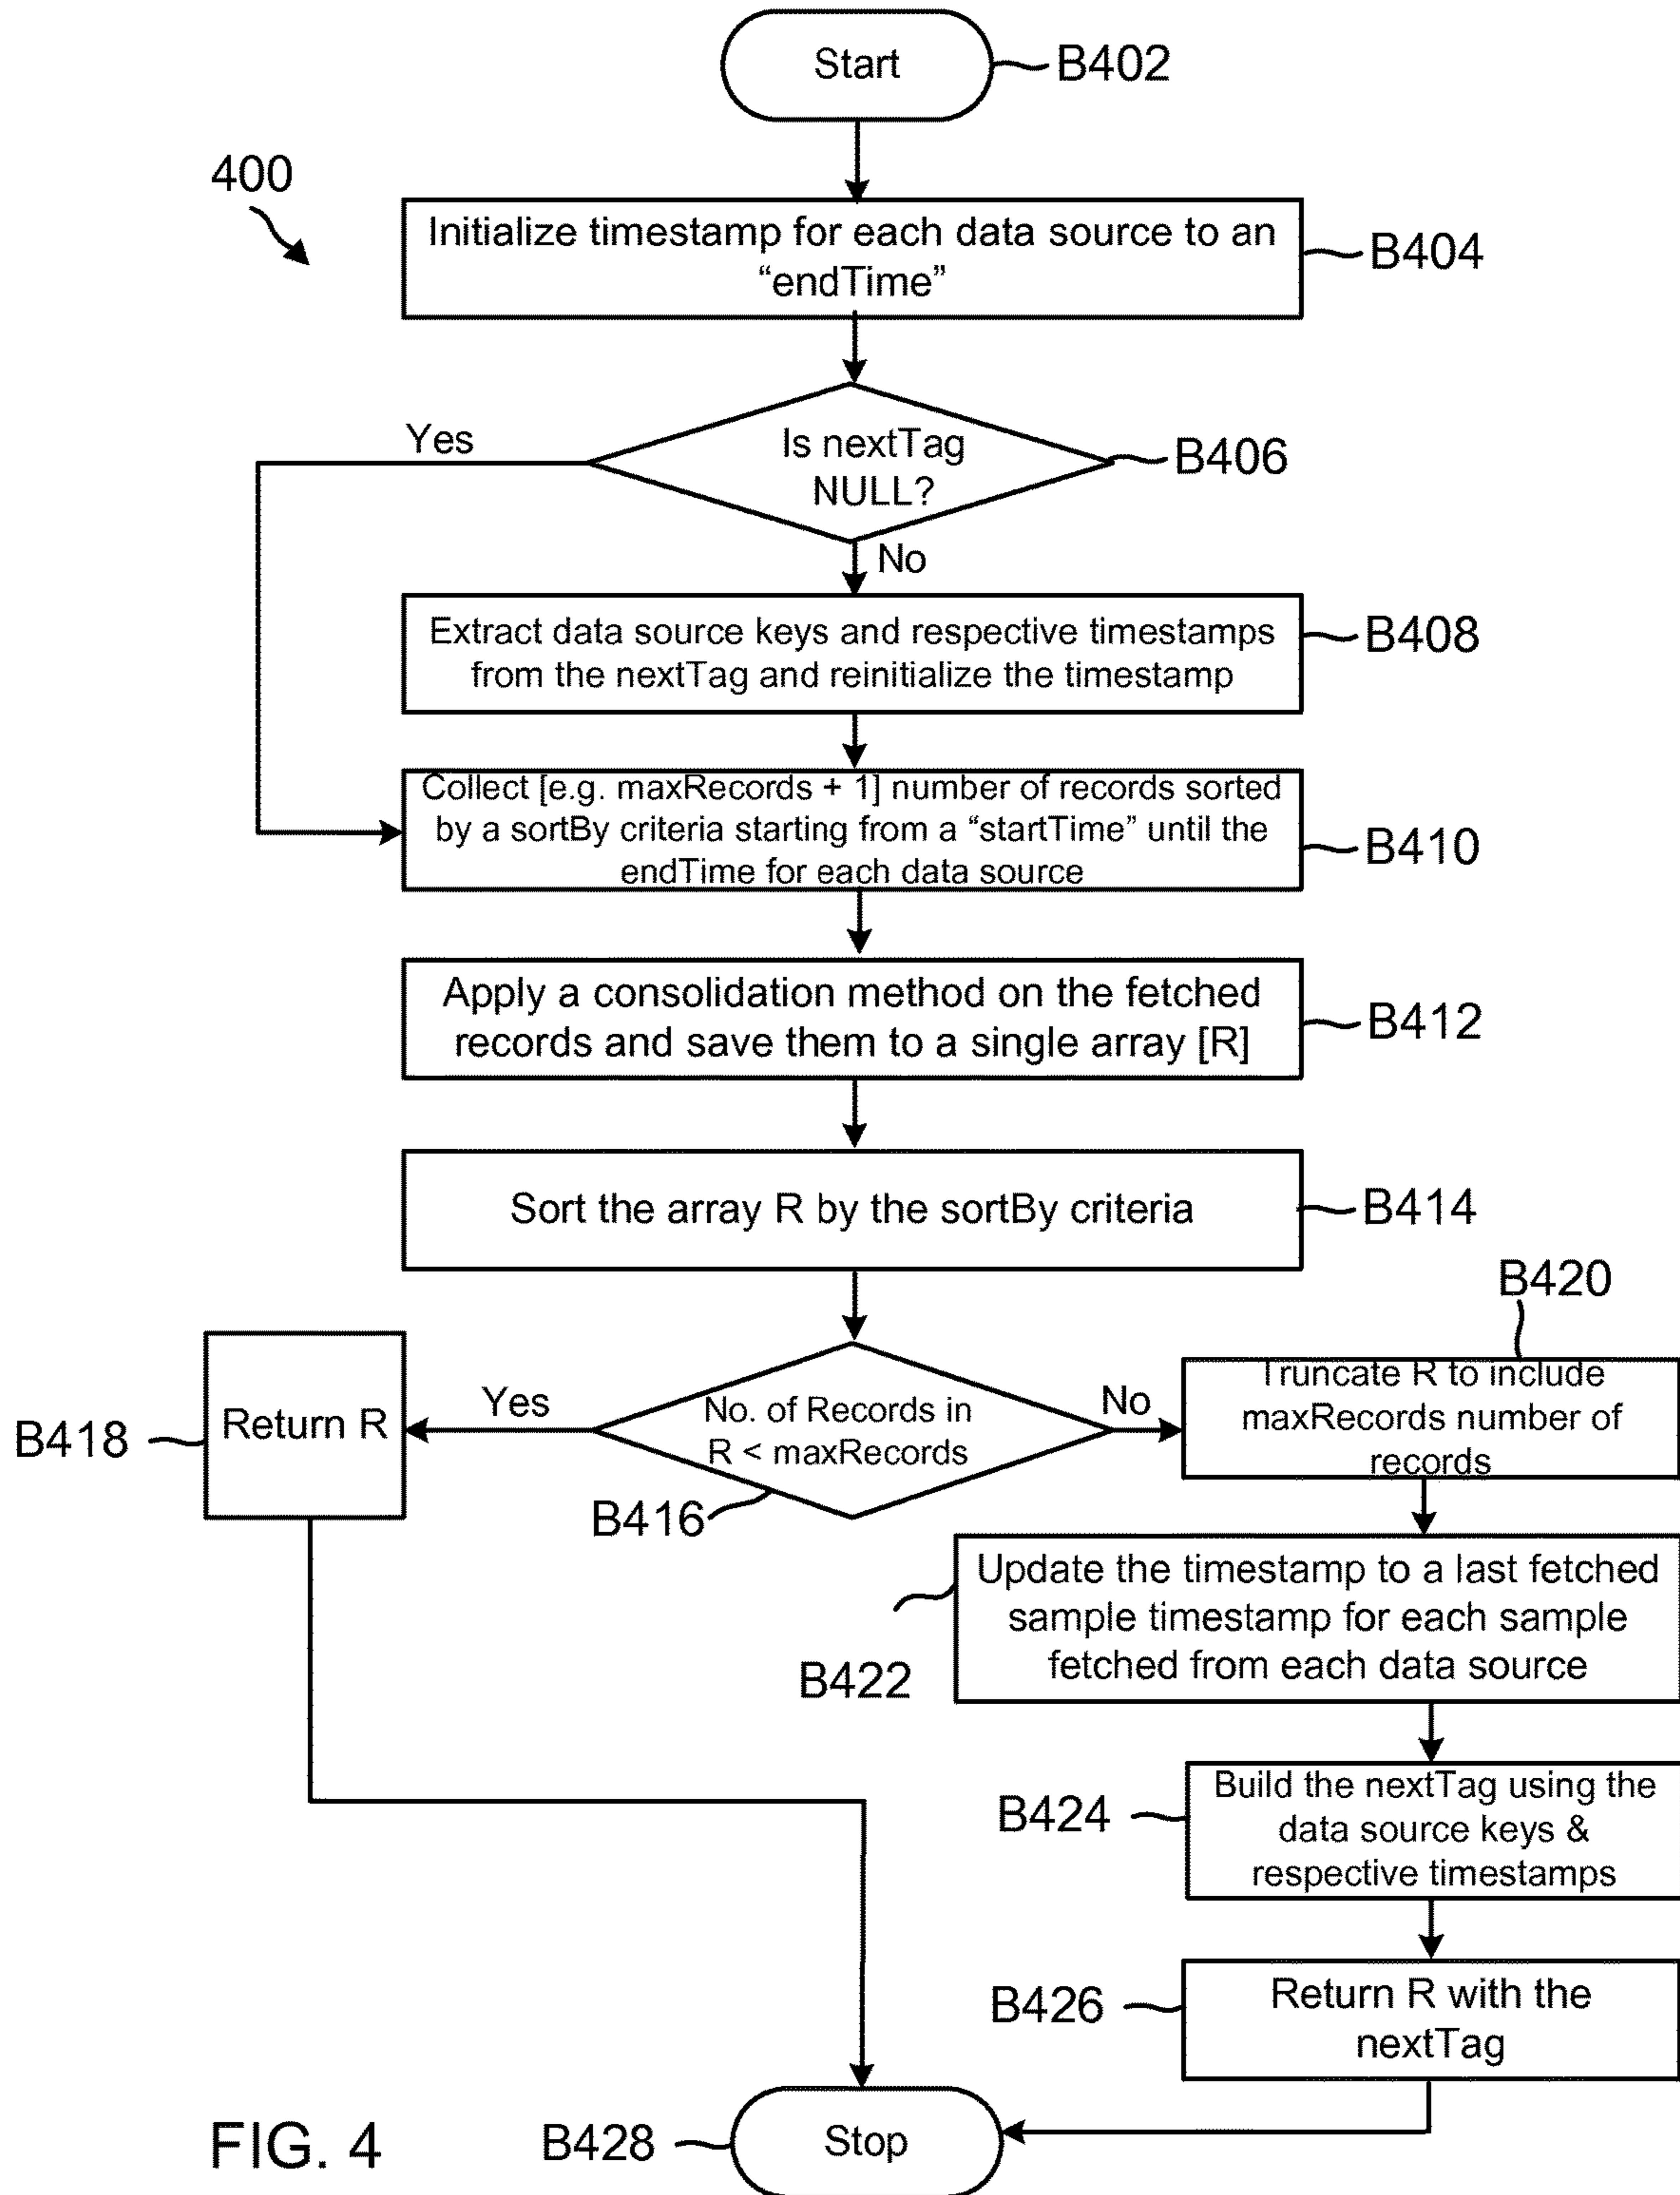 Start
B402
400
Initialize timestamp for each data source to an
“endTime”
B404
Yes
Is nextTag
NULL?
B406
No
Extract data source keys and respective timestamps
from the nextTag and reinitialize the timestamp
B408
Collect [e.g. maxRecords + 1] number of records sorted
by a sortBy criteria starting from a “startTime” until the
endTime for each data source
B410
Apply a consolidation method on the fetched
records and save them to a single array [R]
B412
Sort the array R by the sortBy criteria
B414
B420
Return R
B418
Yes
No. of Records in
R < maxRecords
B416
No
Truncate R to include
maxRecords number of
records
Update the timestamp to a last fetched
sample timestamp for each sample
fetched from each data source
B422
Build the nextTag using the
data source keys &
respective timestamps
B424
Return R with the
nextTag
B426
Stop
B428
FIG. 4